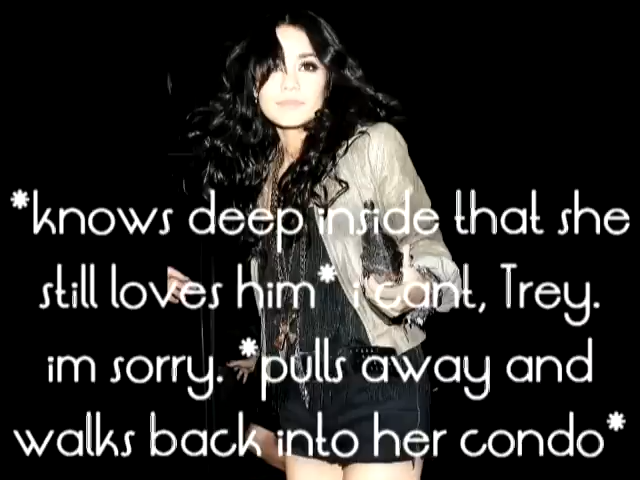 *knows deep inside that she
still loves him* i cant, Trey.
im sorry. *pulls away and
walks back into her condo*